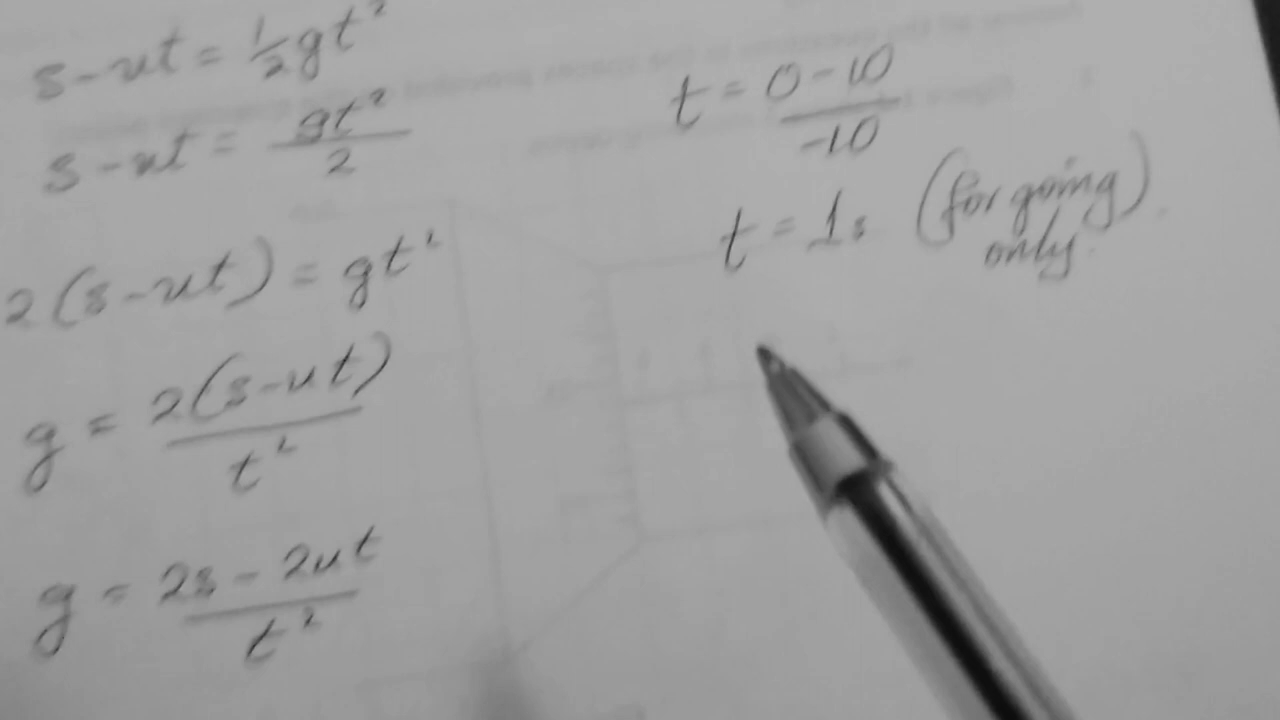 s - ut = ½gt²
s - ut = gt²/2
2(s - ut) = gt²
g = 2(s - ut)/t²
g = 2s - 2ut/t²
t = 0 - 10/-10
t = 1s (for going only)